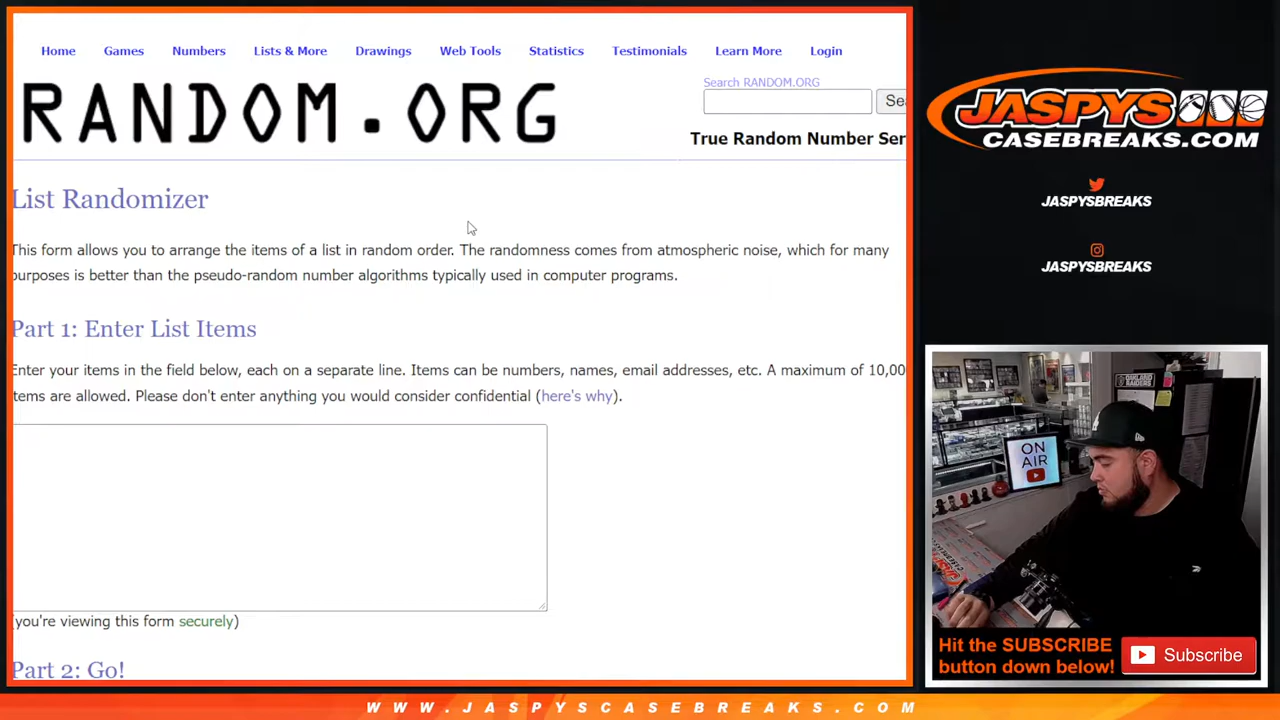 Home Games Numbers Lists & More Drawings Web Tools Statistics Testimonials Learn More Login
RANDOM.ORG
Search RANDOM.ORG
Sea
True Random Number Ser
List Randomizer
This form allows you to arrange the items of a list in random order. The randomness comes from atmospheric noise, which for many
purposes is better than the pseudo-random number algorithms typically used in computer programs.
Part 1: Enter List Items
Enter your items in the field below, each on a separate line. Items can be numbers, names, email addresses, etc. A maximum of 10,00
items are allowed. Please don't enter anything you would consider confidential (here's why).
(you're viewing this form securely)
Part 2: Go!
JASPYS
CASEBREAKS.COM
JASPYSBREAKS
JASPYSBREAKS
OAKLAND
RAIDERS
ON
AIR
Hit the SUBSCRIBE
button down below!
Subscribe
WWW.JASPYSCASEBREAKS.COM